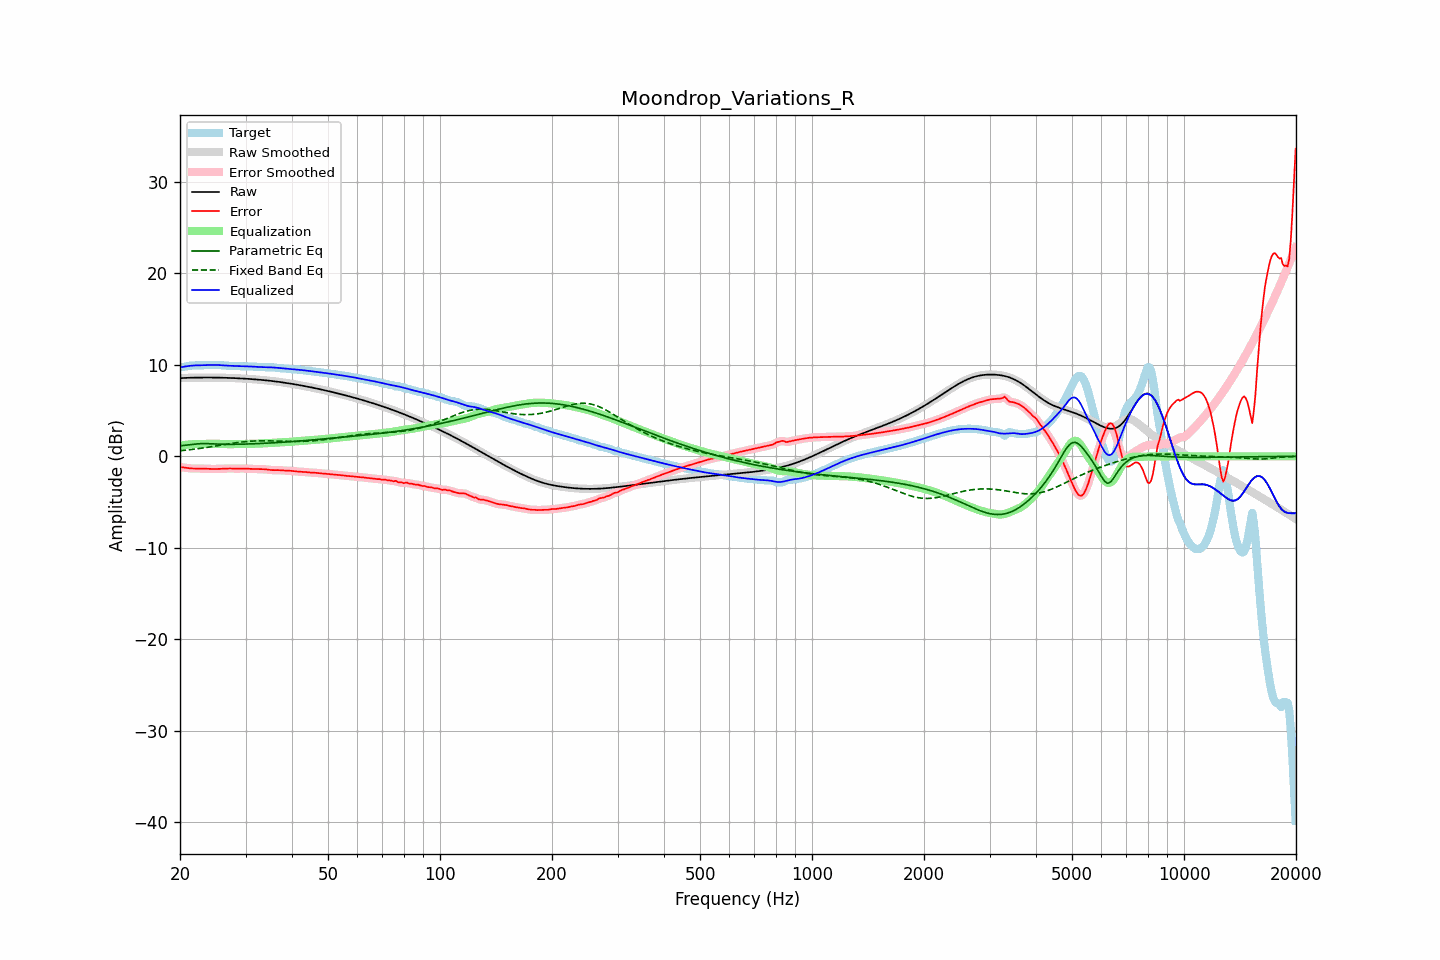 Moondrop_Variations_R
Target
Raw Smoothed
Error Smoothed
Raw
Error
Equalization
Parametric Eq
Fixed Band Eq
Equalized
30
20
10
0
−10
−20
−30
−40
Amplitude (dBr)
20 50 100 200 500 1000 2000 5000 10000 20000
Frequency (Hz)